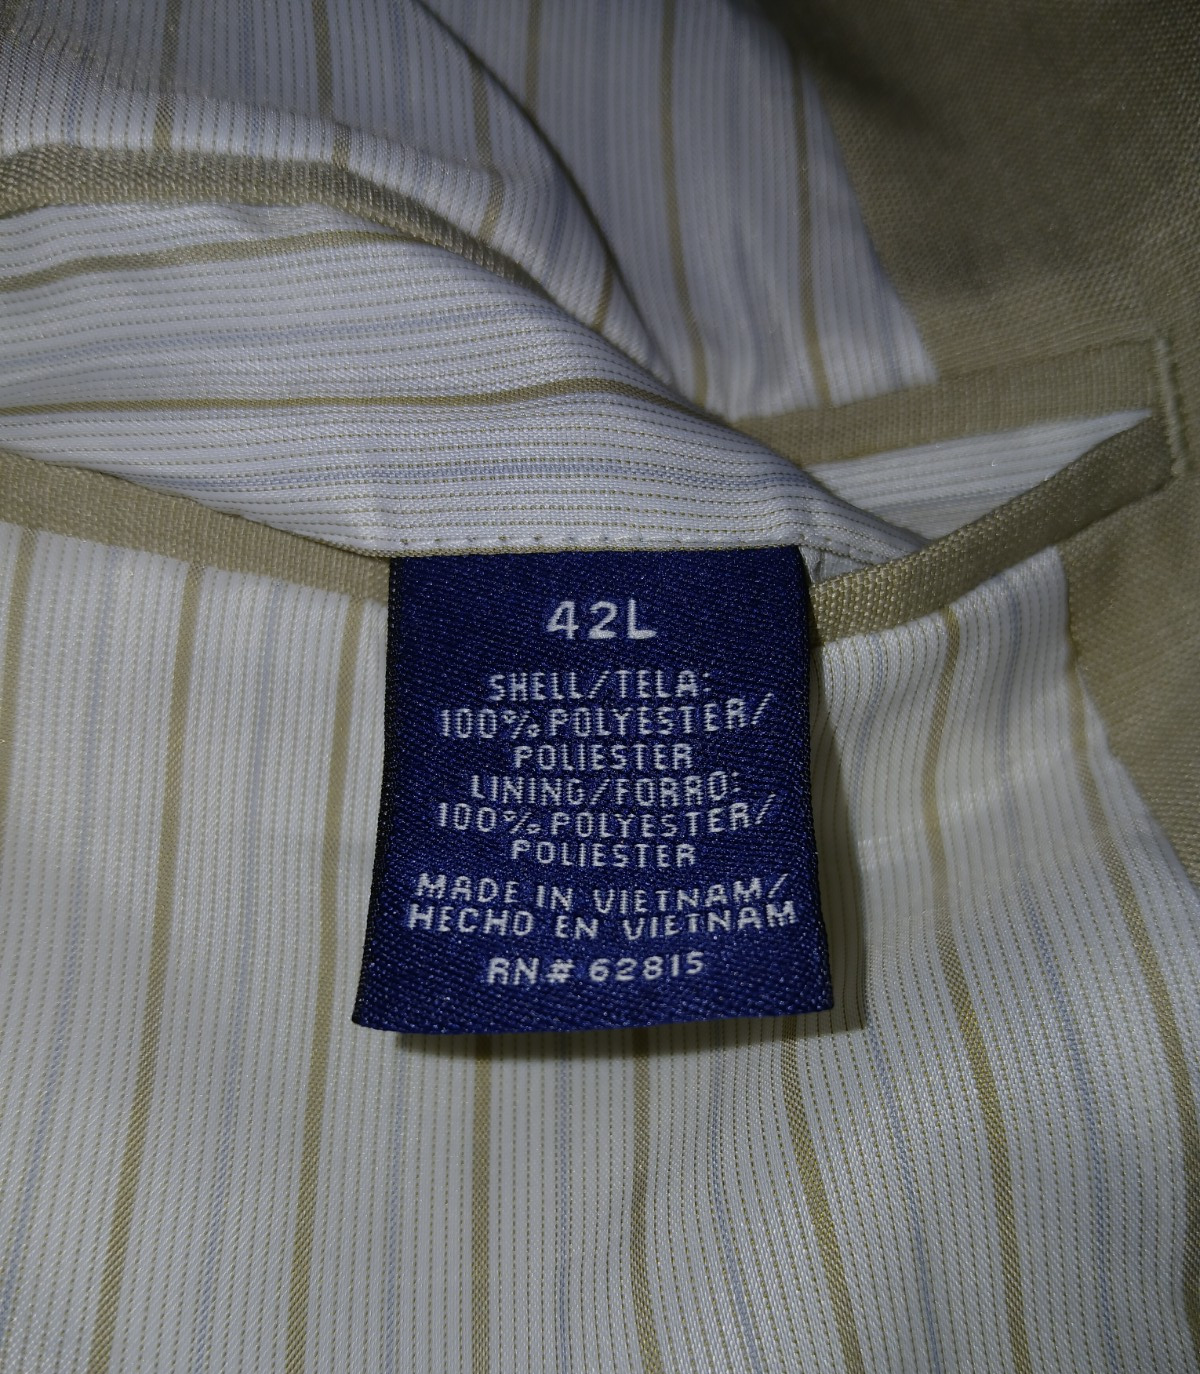 42L
SHELL/TELA:
100% POLYESTER/
POLIESTER
LINING/FORRO:
100% POLYESTER/
POLIESTER
MADE IN VIETNAM/
HECHO EN VIETNAM
RN# 62815